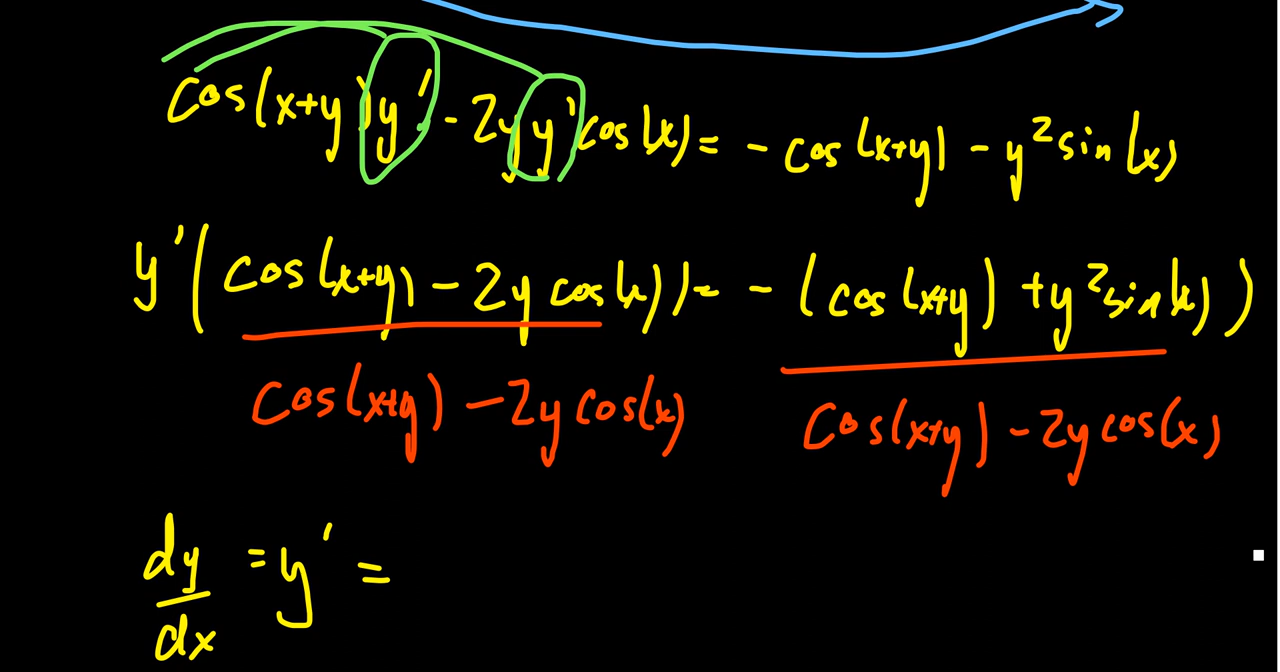 cos(x+y)y' - 2yy'cos(x) = - cos(x+y) - y²sin(x)
y'(cos(x+y) - 2y cos(x)) = - (cos(x+y) + y²sin(x))
cos(x+y) - 2y cos(x) cos(x+y) - 2y cos(x)
dy/dx = y' =